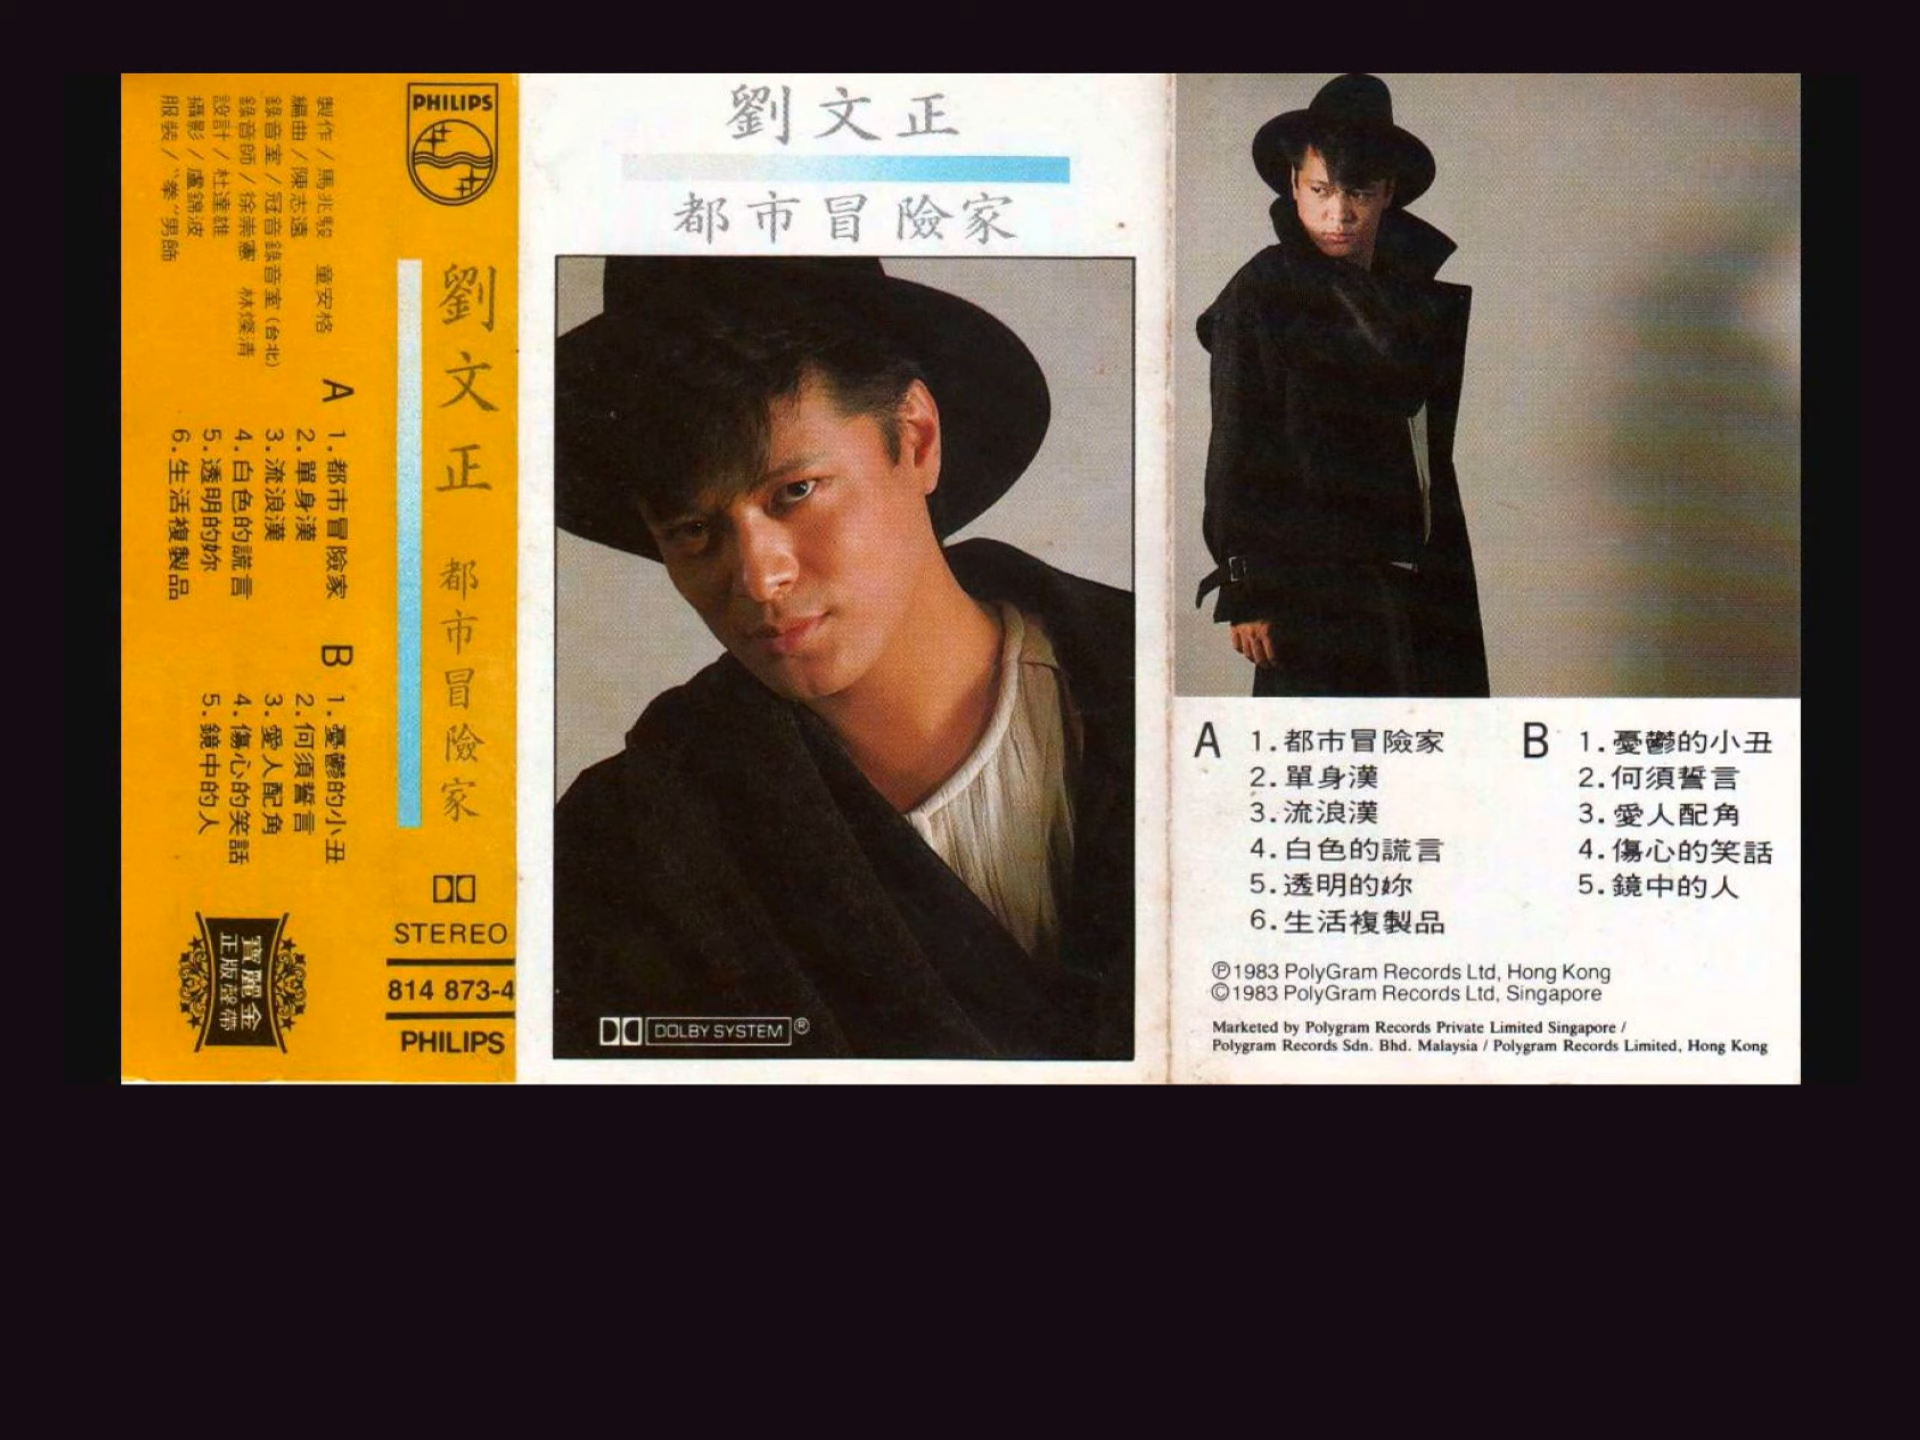 製作/馬兆駿 童安格
編曲/陳志遠
錄音室/冠音錄音室(台北)
錄音師/徐崇憲 林燦清
設計/杜達雄
攝影/盧錦波
服裝/"拳"男飾
A
1.都市冒險家
2.單身漢
3.流浪漢
4.白色的謊言
5.透明的妳
6.生活複製品
B
1.憂鬱的小丑
2.何須誓言
3.愛人配角
4.傷心的笑話
5.鏡中的人
寶麗金
正版聲帶
PHILIPS
劉文正 都市冒險家
STEREO
814 873-4
PHILIPS
劉文正
都市冒險家
DOLBY SYSTEM ®
A
1.都市冒險家
2.單身漢
3.流浪漢
4.白色的謊言
5.透明的妳
6.生活複製品
B
1.憂鬱的小丑
2.何須誓言
3.愛人配角
4.傷心的笑話
5.鏡中的人
℗1983 PolyGram Records Ltd, Hong Kong
©1983 PolyGram Records Ltd, Singapore
Marketed by Polygram Records Private Limited Singapore /
Polygram Records Sdn. Bhd. Malaysia / Polygram Records Limited, Hong Kong